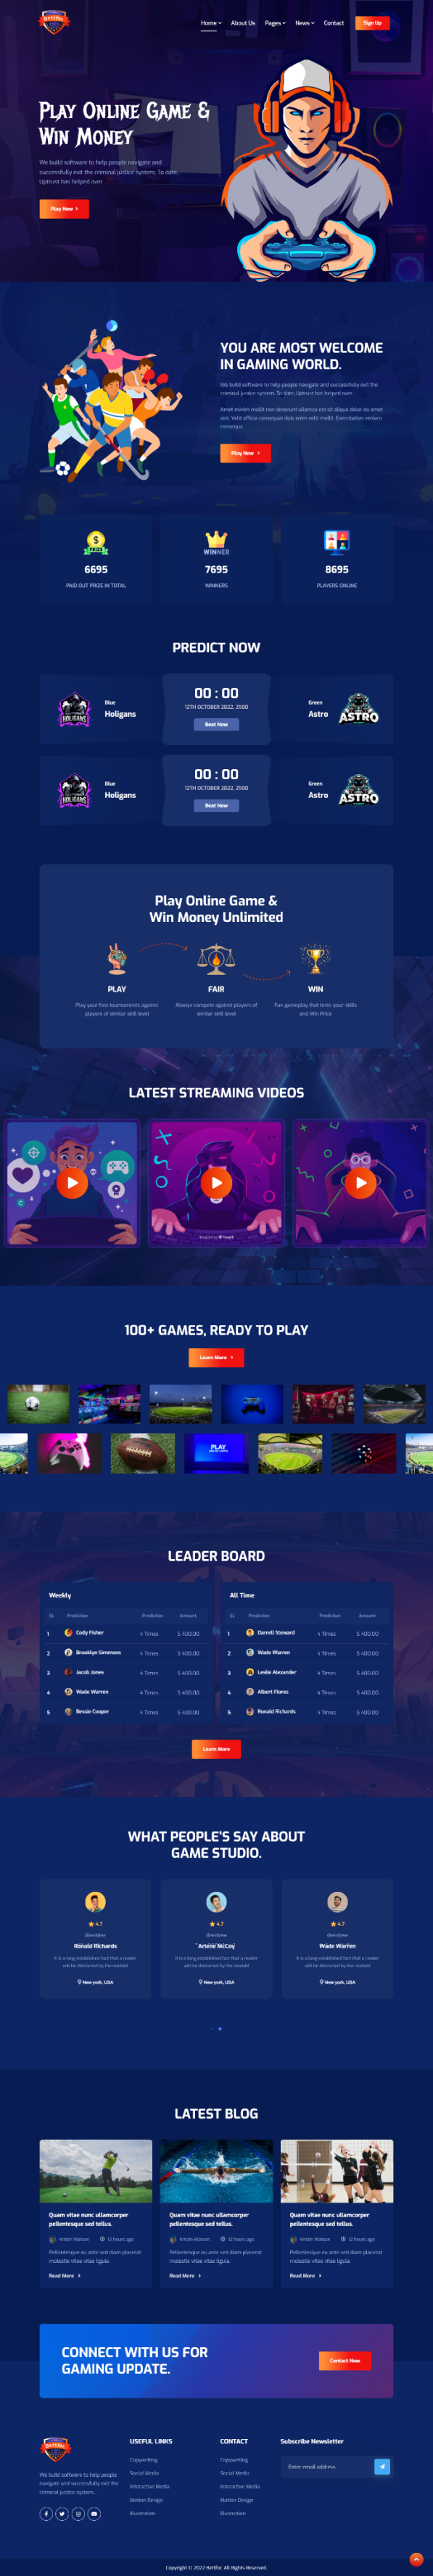 Home
About Us
Pages
News
Contact
Sign Up
PLAY ONLINE GAME &
WIN MONEY
We build software to help people navigate and
successfully exit the criminal justice system. To date,
Uptrust has helped over
Play Now
YOU ARE MOST WELCOME
IN GAMING WORLD.
We build software to help people navigate and successfully exit the
criminal justice system. To date, Uptrust has helped over
Amet minim mollit non deserunt ullamco est sit aliqua dolor do amet
sint. Velit officia consequat duis enim velit mollit. Exercitation veniam
consequat
Play Now
WINNER
6695
PAID OUT PRIZE IN TOTAL
7695
WINNERS
8695
PLAYERS ONLINE
PREDICT NOW
HOLIGANS
Blue
Holigans
00 : 00
12TH OCTOBER 2022, 21:00
Beat Now
Green
Astro
ASTRO
HOLIGANS
Blue
Holigans
00 : 00
12TH OCTOBER 2022, 21:00
Beat Now
Green
Astro
ASTRO
Play Online Game &
Win Money Unlimited
PLAY
Play your fast tournaments against
players of similar skill level
FAIR
Always compete against players of
similar skill level
WIN
Fun gameplay that tests your skills
and Win Price
LATEST STREAMING VIDEOS
100+ GAMES, READY TO PLAY
Learn More
PLAY
LEADER BOARD
Weekly
SL Prediction Prediction Amount
1 Cody Fisher 4 Times $ 400.00
2 Brooklyn Simmons 4 Times $ 400.00
3 Jacob Jones 4 Times $ 400.00
4 Wade Warren 4 Times $ 400.00
5 Bessie Cooper 4 Times $ 400.00
All Time
SL Prediction Prediction Amount
1 Darrell Steward 4 Times $ 400.00
2 Wade Warren 4 Times $ 400.00
3 Leslie Alexander 4 Times $ 400.00
4 Albert Flores 4 Times $ 400.00
5 Ronald Richards 4 Times $ 400.00
Learn More
WHAT PEOPLE'S SAY ABOUT
GAME STUDIO.
4.7
Ronald Richards
It is a long established fact that a reader
will be distracted by the readable
New york, USA
4.7
Arlene McCoy
It is a long established fact that a reader
will be distracted by the readable
New york, USA
4.7
Wade Warren
It is a long established fact that a reader
will be distracted by the readable
New york, USA
LATEST BLOG
Quam vitae nunc ullamcorper
pellentesque sed tellus.
Kristin Watson 12 hours ago
Pellentesque eu ante sed diam placerat
molestie vitae vitae ligula.
Read More
Quam vitae nunc ullamcorper
pellentesque sed tellus.
Kristin Watson 12 hours ago
Pellentesque eu ante sed diam placerat
molestie vitae vitae ligula.
Read More
Quam vitae nunc ullamcorper
pellentesque sed tellus.
Kristin Watson 12 hours ago
Pellentesque eu ante sed diam placerat
molestie vitae vitae ligula.
Read More
CONNECT WITH US FOR
GAMING UPDATE.
Contact Now
We build software to help people
navigate and successfully exit the
criminal justice system..
USEFUL LINKS
Copywriting
Social Media
Interactive Media
Motion Design
Illustration
CONTACT
Copywriting
Social Media
Interactive Media
Motion Design
Illustration
Subscribe Newsletter
Enter email address
Copyright © 2022 Bettfie. All Rights Reserved.